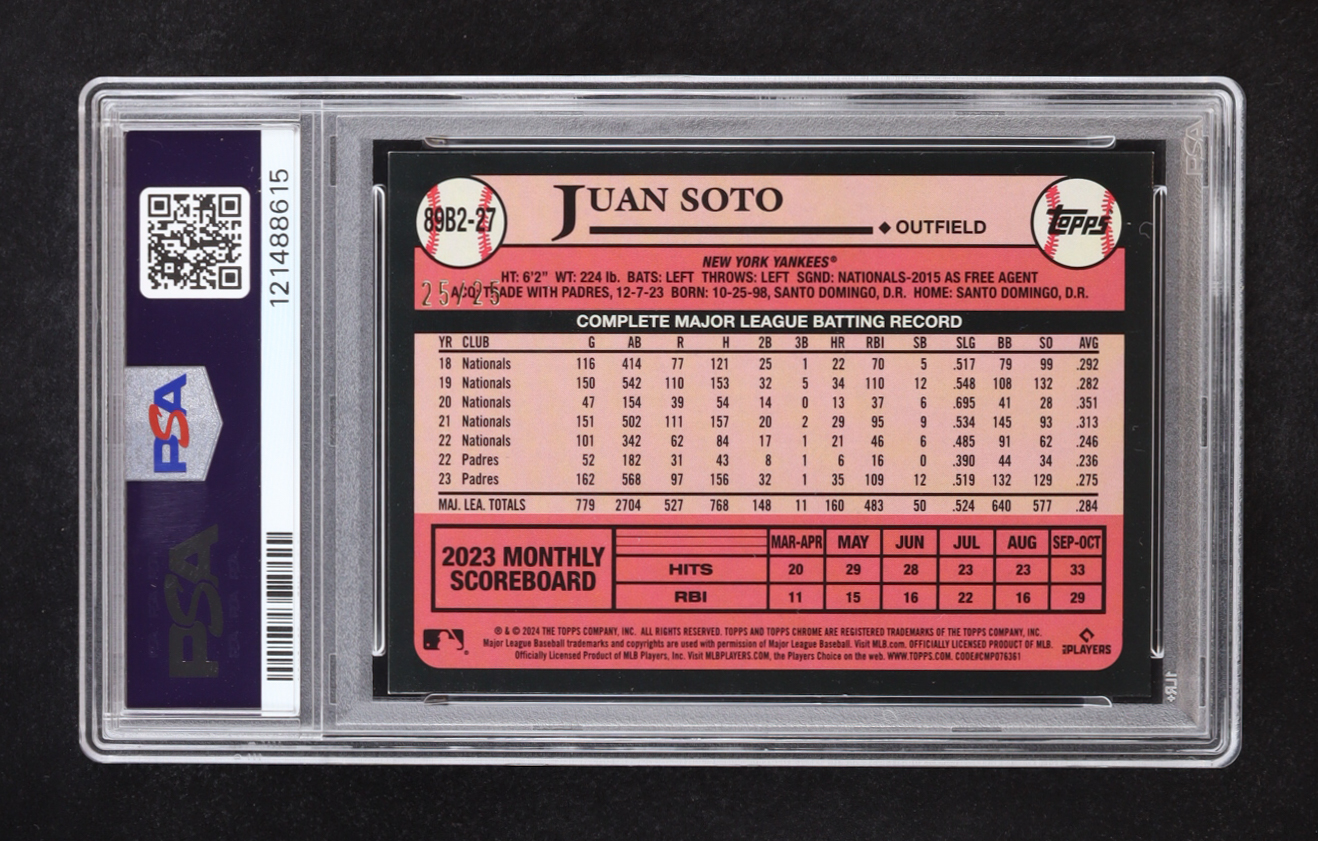 121488615
PSA
PSA
89B2-27
JUAN SOTO
◆ OUTFIELD
topps
NEW YORK YANKEES®
HT: 6'2" WT: 224 lb. BATS: LEFT THROWS: LEFT SGND: NATIONALS-2015 AS FREE AGENT
25/25
ACQ: TRADE WITH PADRES, 12-7-23 BORN: 10-25-98, SANTO DOMINGO, D.R. HOME: SANTO DOMINGO, D.R.
COMPLETE MAJOR LEAGUE BATTING RECORD
YR CLUB G AB R H 2B 3B HR RBI SB SLG BB SO AVG
18 Nationals 116 414 77 121 25 1 22 70 5 .517 79 99 .292
19 Nationals 150 542 110 153 32 5 34 110 12 .548 108 132 .282
20 Nationals 47 154 39 54 14 0 13 37 6 .695 41 28 .351
21 Nationals 151 502 111 157 20 2 29 95 9 .534 145 93 .313
22 Nationals 101 342 62 84 17 1 21 46 6 .485 91 62 .246
22 Padres 52 182 31 43 8 1 6 16 0 .390 44 34 .236
23 Padres 162 568 97 156 32 1 35 109 12 .519 132 129 .275
MAJ. LEA. TOTALS 779 2704 527 768 148 11 160 483 50 .524 640 577 .284
2023 MONTHLY
SCOREBOARD
MAR-APR MAY JUN JUL AUG SEP-OCT
HITS 20 29 28 23 23 33
RBI 11 15 16 22 16 29
® & © 2024 THE TOPPS COMPANY, INC. ALL RIGHTS RESERVED. TOPPS AND TOPPS CHROME ARE REGISTERED TRADEMARKS OF THE TOPPS COMPANY, INC.
Major League Baseball trademarks and copyrights are used with permission of Major League Baseball. Visit MLB.com. OFFICIALLY LICENSED PRODUCT OF MLB.
Officially Licensed Product of MLB Players, Inc. Visit MLBPLAYERS.COM, the Players Choice on the web. WWW.TOPPS.COM. CODE#CMP076361
PLAYERS
PSA